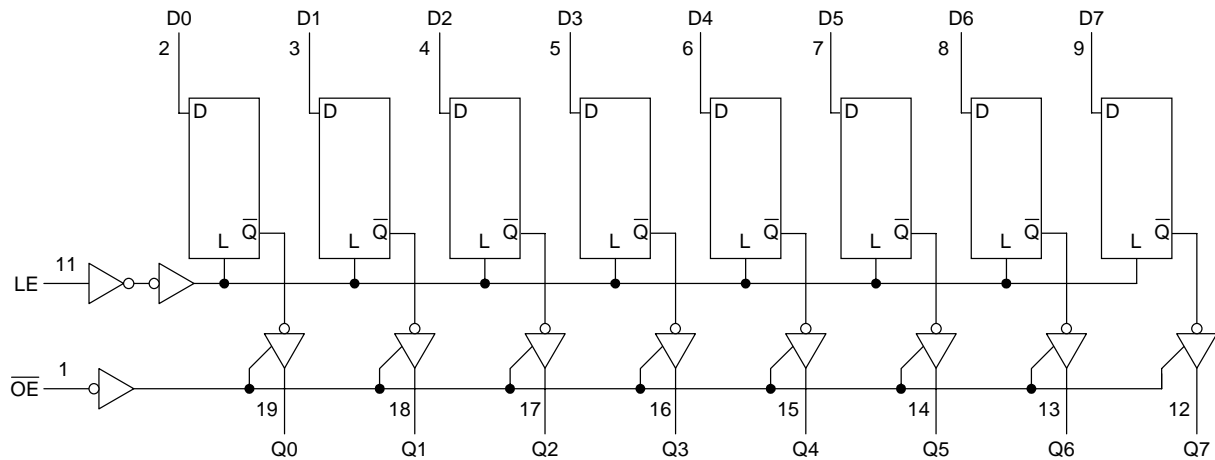 D0 D1 D2 D3 D4 D5 D6 D7
2 3 4 5 6 7 8 9
D D D D D D D D
L Q̅ L Q̅ L Q̅ L Q̅ L Q̅ L Q̅ L Q̅ L Q̅
LE 11
O̅E̅ 1
19 18 17 16 15 14 13 12
Q0 Q1 Q2 Q3 Q4 Q5 Q6 Q7